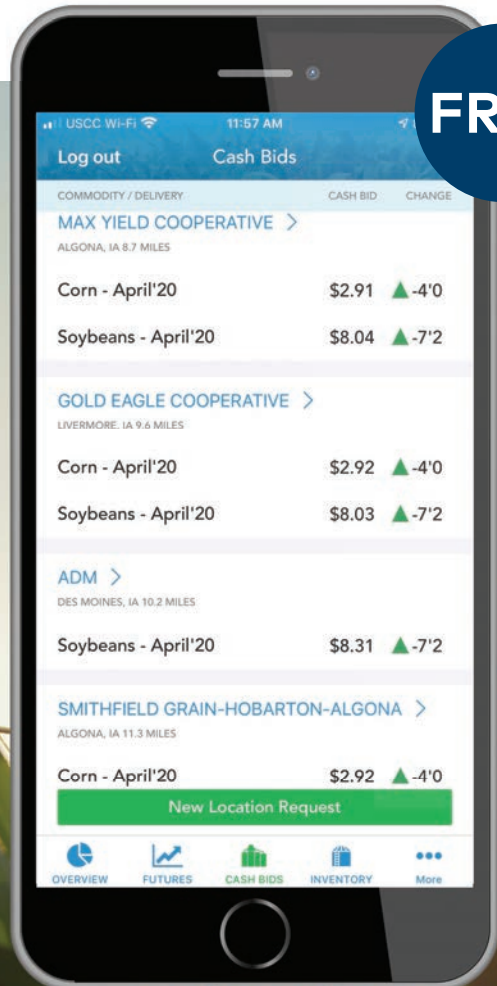 FR
USCC Wi-Fi 11:57 AM
Log out Cash Bids
COMMODITY / DELIVERY CASH BID CHANGE
MAX YIELD COOPERATIVE >
ALGONA, IA 8.7 MILES
Corn - April'20 $2.91 ▲-4'0
Soybeans - April'20 $8.04 ▲-7'2
GOLD EAGLE COOPERATIVE >
LIVERMORE, IA 9.6 MILES
Corn - April'20 $2.92 ▲-4'0
Soybeans - April'20 $8.03 ▲-7'2
ADM >
DES MOINES, IA 10.2 MILES
Soybeans - April'20 $8.31 ▲-7'2
SMITHFIELD GRAIN-HOBARTON-ALGONA >
ALGONA, IA 11.3 MILES
Corn - April'20 $2.92 ▲-4'0
New Location Request
OVERVIEW FUTURES CASH BIDS INVENTORY More